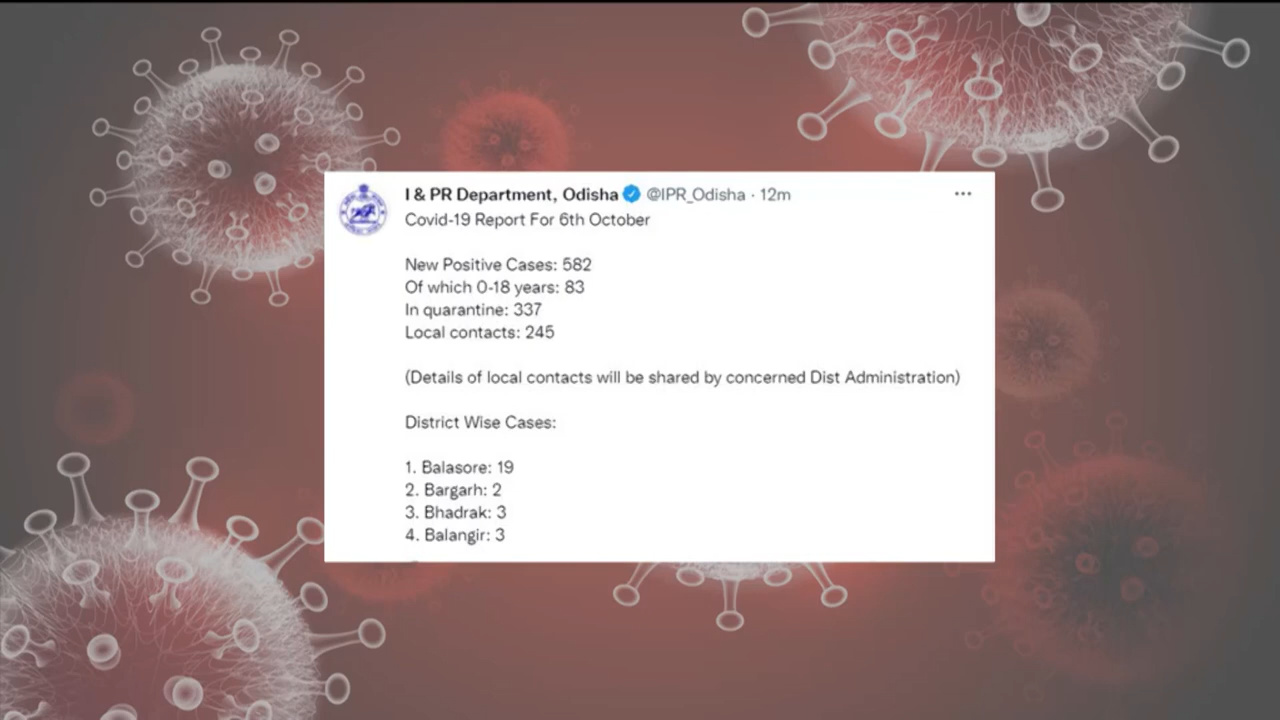 I & PR Department, Odisha @IPR_Odisha · 12m
Covid-19 Report For 6th October
New Positive Cases: 582
Of which 0-18 years: 83
In quarantine: 337
Local contacts: 245
(Details of local contacts will be shared by concerned Dist Administration)
District Wise Cases:
1. Balasore: 19
2. Bargarh: 2
3. Bhadrak: 3
4. Balangir: 3